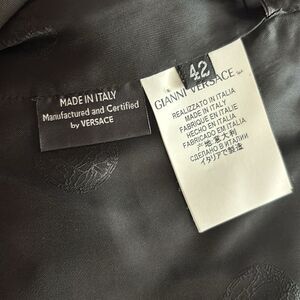 MADE IN ITALY
Manufactured and Certified
by VERSACE
42
GIANNI VERSACE
REALIZZATO IN ITALIA
MADE IN ITALY
FABRIQUE EN ITALIE
HECHO EN ITALIA
FABRICADO EM ITALIA
产地 意大利
СДЕЛАНО В ИТАЛИИ
イタリアで製造